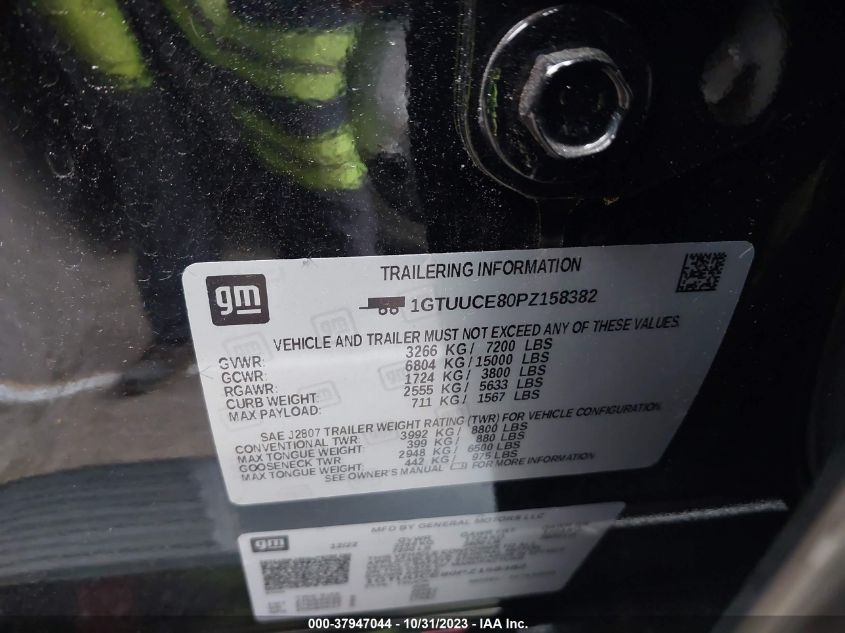 gm
TRAILERING INFORMATION
1GTUUCE80PZ158382
VEHICLE AND TRAILER MUST NOT EXCEED ANY OF THESE VALUES.
GVWR: 3266 KG / 7200 LBS
GCWR: 6804 KG / 15000 LBS
RGAWR: 1724 KG / 3800 LBS
CURB WEIGHT: 2555 KG / 5633 LBS
MAX PAYLOAD: 711 KG / 1567 LBS
SAE J2807 TRAILER WEIGHT RATING (TWR) FOR VEHICLE CONFIGURATION.
CONVENTIONAL TWR: 3992 KG / 8800 LBS
MAX TONGUE WEIGHT: 399 KG / 880 LBS
GOOSENECK TWR 2948 KG / 6500 LBS
MAX TONGUE WEIGHT: 442 KG / 975 LBS
SEE OWNER'S MANUAL FOR MORE INFORMATION
gm
MFD BY GENERAL MOTORS LLC
12/22
GVWR
1GTUUCE80PZ158382
000-37947044 / 10/31/2023 - IAA Inc.